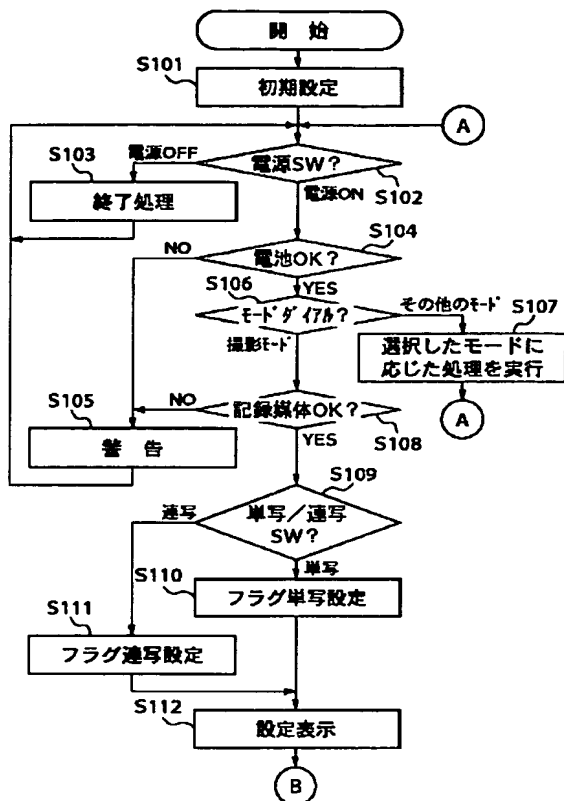 開 始
S101
初期設定
A
S103
電源OFF
電源SW?
S102
終了処理
電源ON
S104
NO
電池OK?
YES
S106
モードダイアル?
その他のモード
S107
撮影モード
選択したモードに
応じた処理を実行
A
S105
NO
記録媒体OK?
S108
警 告
YES
S109
連写
単写/連写
SW?
単写
S110
フラグ単写設定
S111
フラグ連写設定
S112
設定表示
B